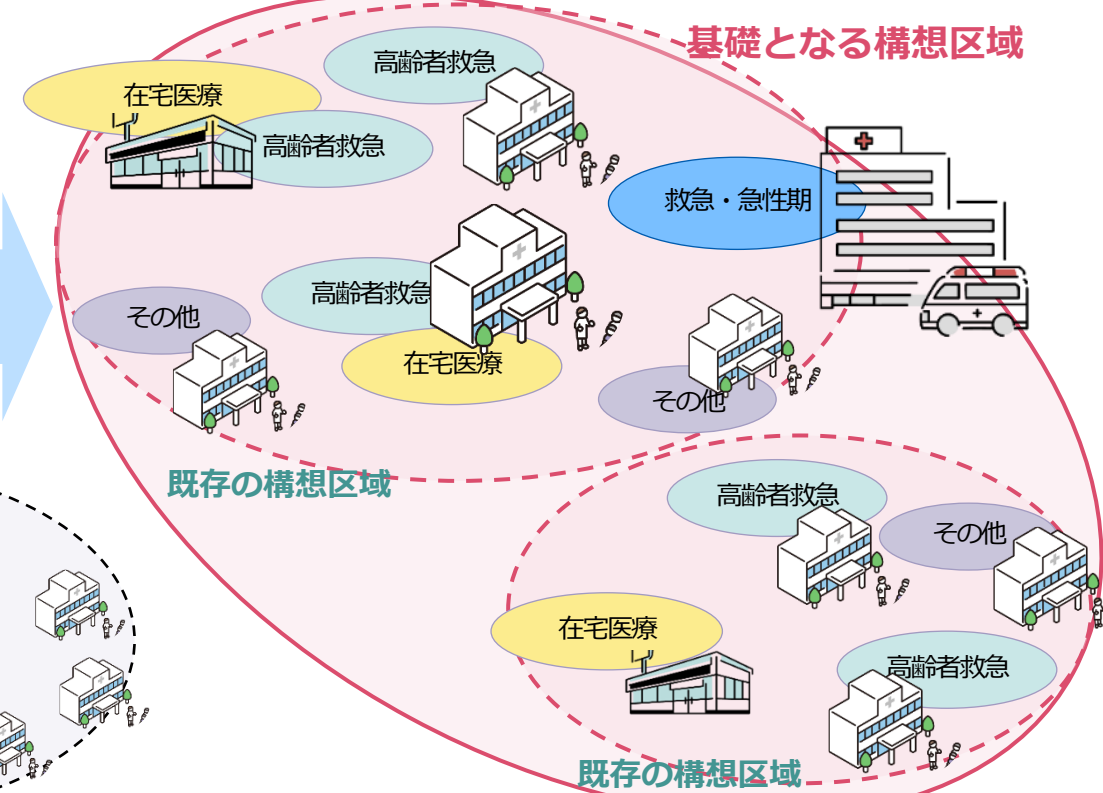 基礎となる構想区域
高齢者救急
在宅医療
高齢者救急
救急・急性期
高齢者救急
その他
在宅医療
その他
既存の構想区域
高齢者救急
その他
在宅医療
高齢者救急
既存の構想区域